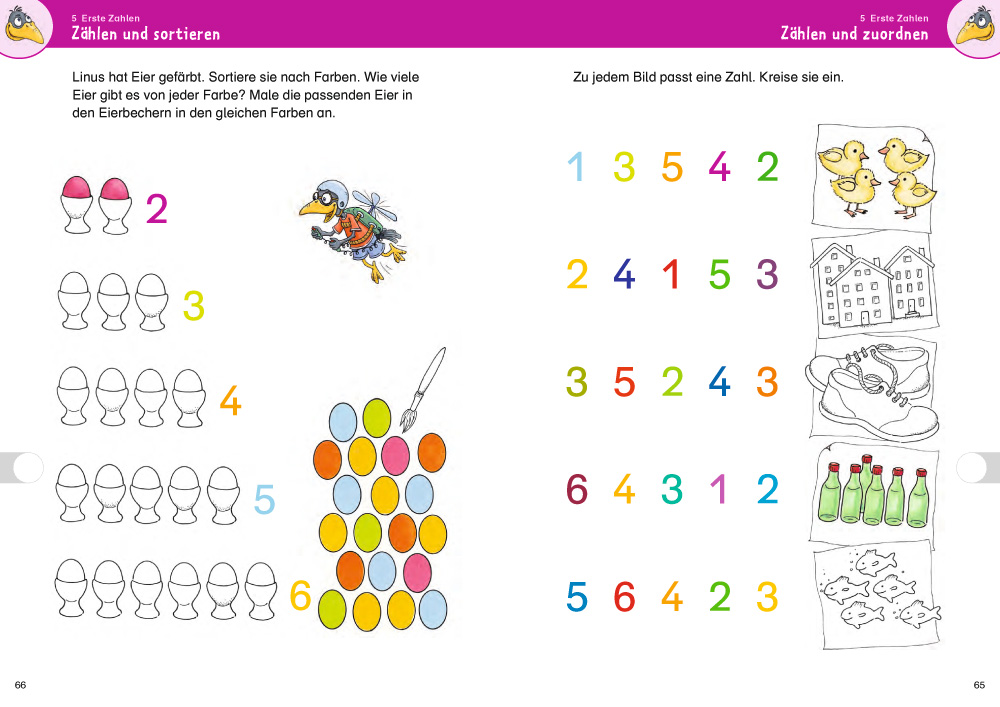 5 Erste Zahlen
Zählen und sortieren
Linus hat Eier gefärbt. Sortiere sie nach Farben. Wie viele
Eier gibt es von jeder Farbe? Male die passenden Eier in
den Eierbechern in den gleichen Farben an.
2
3
4
5
6
66
5 Erste Zahlen
Zählen und zuordnen
Zu jedem Bild passt eine Zahl. Kreise sie ein.
1 3 5 4 2
2 4 1 5 3
3 5 2 4 3
6 4 3 1 2
5 6 4 2 3
65